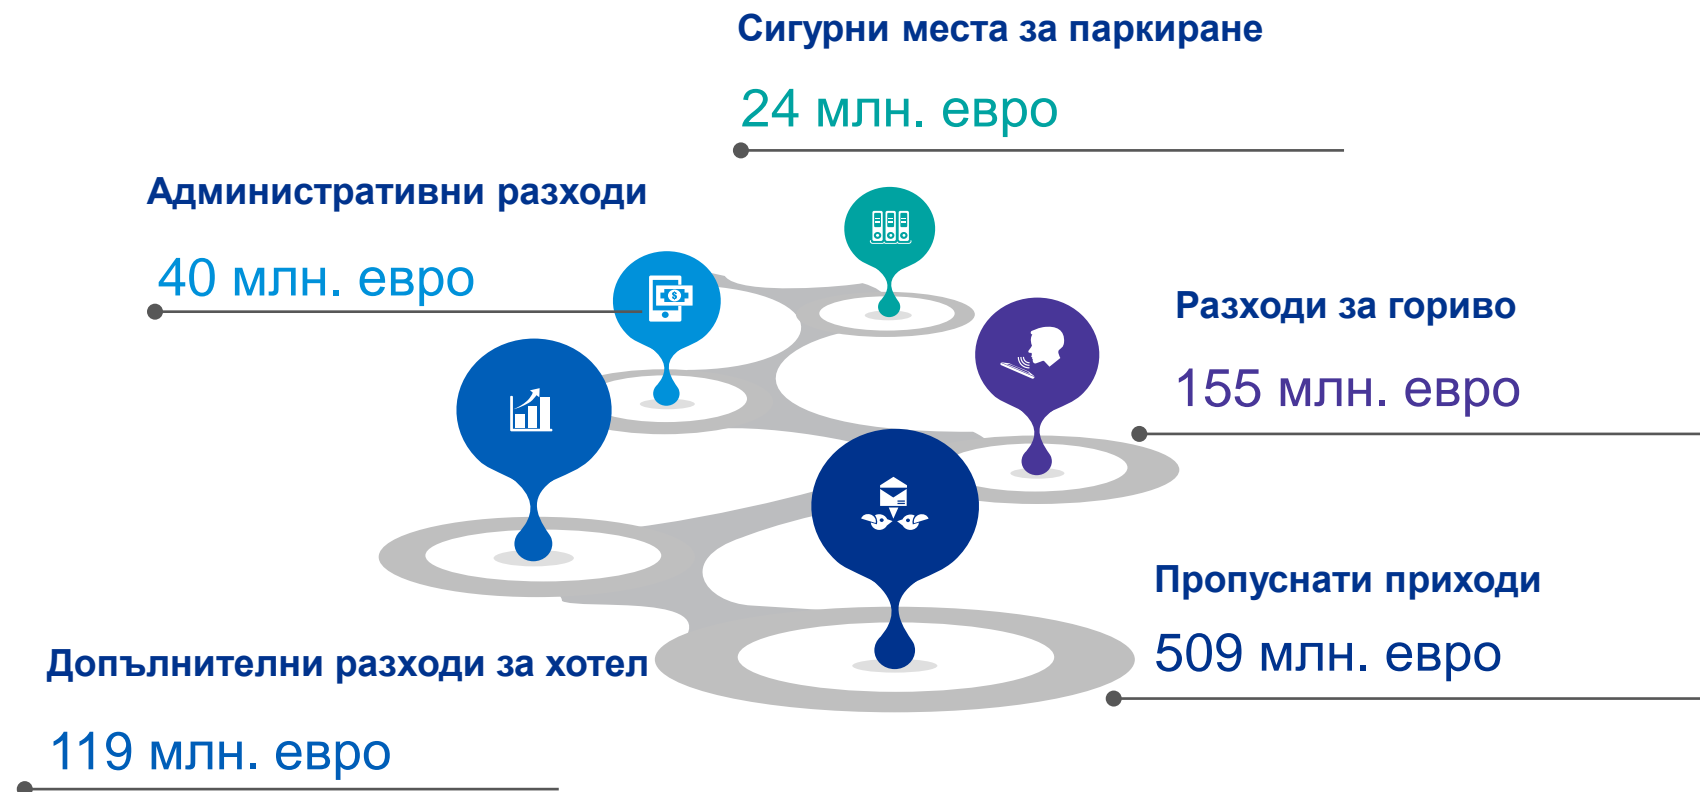 Сигурни места за паркиране
24 млн. евро
Административни разходи
40 млн. евро
Разходи за гориво
155 млн. евро
Пропуснати приходи
509 млн. евро
Допълнителни разходи за хотел
119 млн. евро